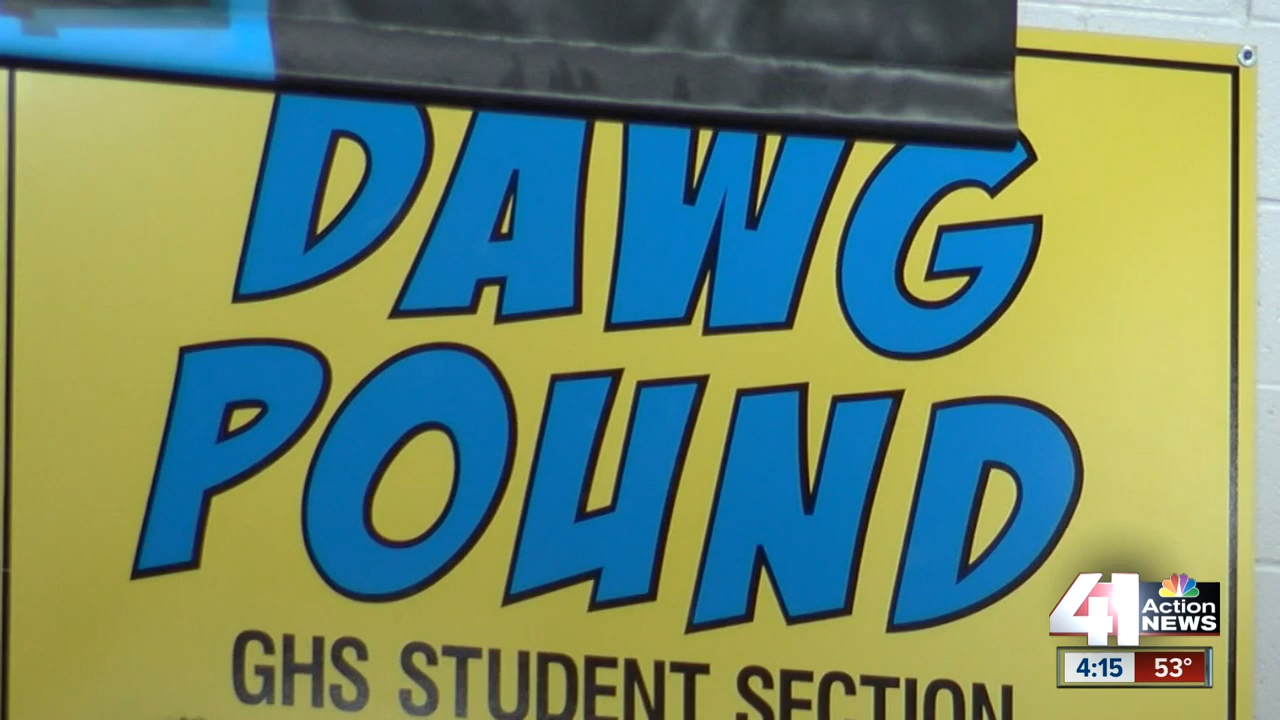 DAWG
POUND
GHS STUDENT SECTION
41 Action
NEWS
4:15 53°